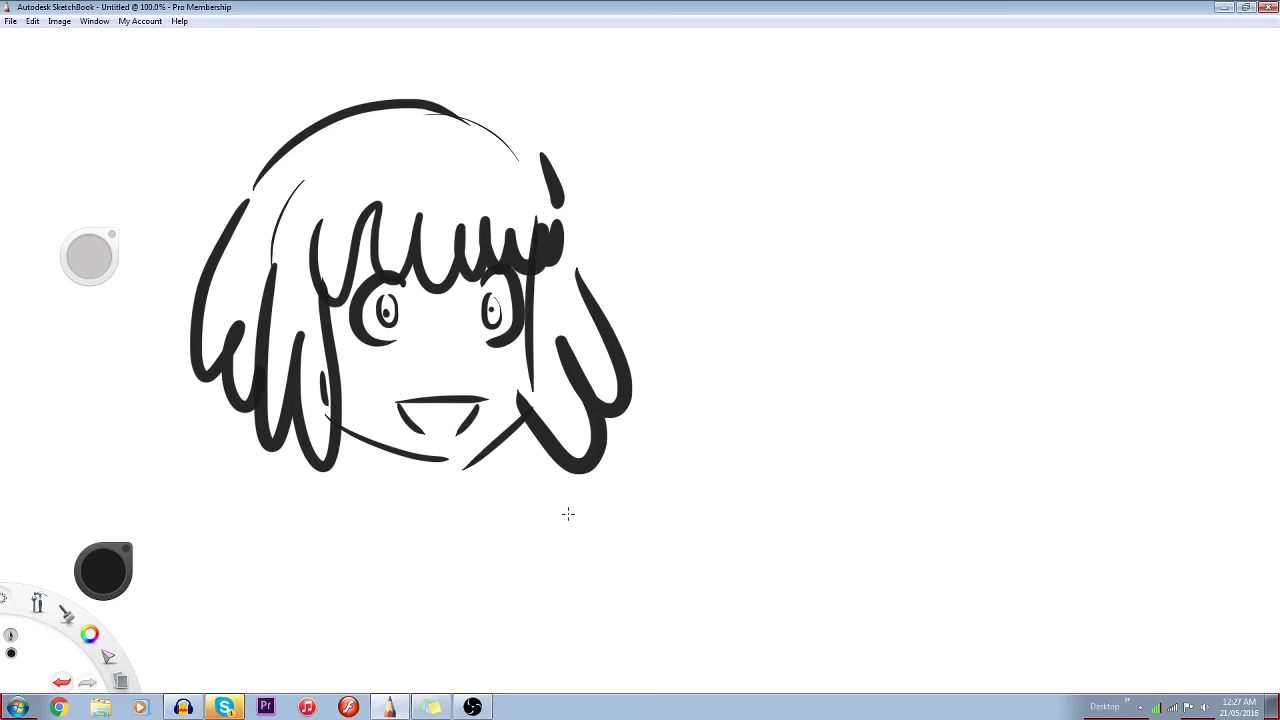 Autodesk SketchBook - Untitled @ 100.0% - Pro Membership
File Edit Image Window My Account Help
Pr
Desktop
12:27 AM
21/05/2016